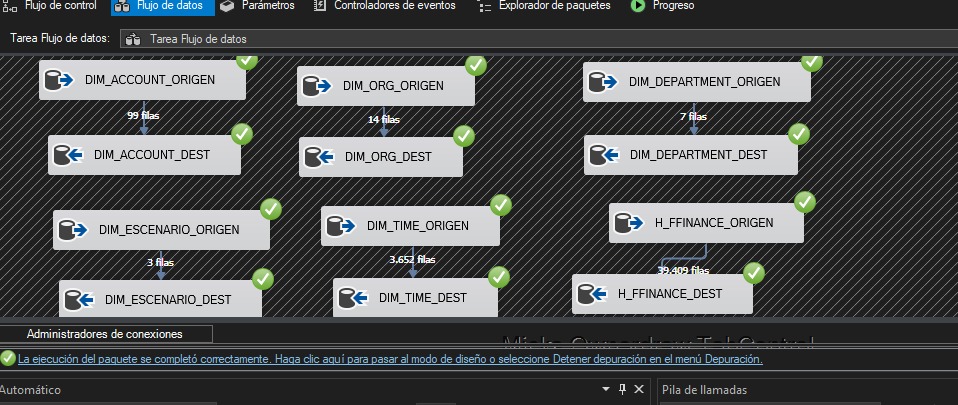 Flujo de control
Flujo de datos
Parámetros
Controladores de eventos
Explorador de paquetes
Progreso
Tarea Flujo de datos:
Tarea Flujo de datos
DIM_ACCOUNT_ORIGEN
DIM_ORG_ORIGEN
DIM_DEPARTMENT_ORIGEN
99 filas
14 filas
7 filas
DIM_ACCOUNT_DEST
DIM_ORG_DEST
DIM_DEPARTMENT_DEST
DIM_ESCENARIO_ORIGEN
DIM_TIME_ORIGEN
H_FFINANCE_ORIGEN
3 filas
3.652 filas
39.409 filas
DIM_ESCENARIO_DEST
DIM_TIME_DEST
H_FFINANCE_DEST
Administradores de conexiones
La ejecución del paquete se completó correctamente. Haga clic aquí para pasar al modo de diseño o seleccione Detener depuración en el menú Depuración.
Automático
Pila de llamadas